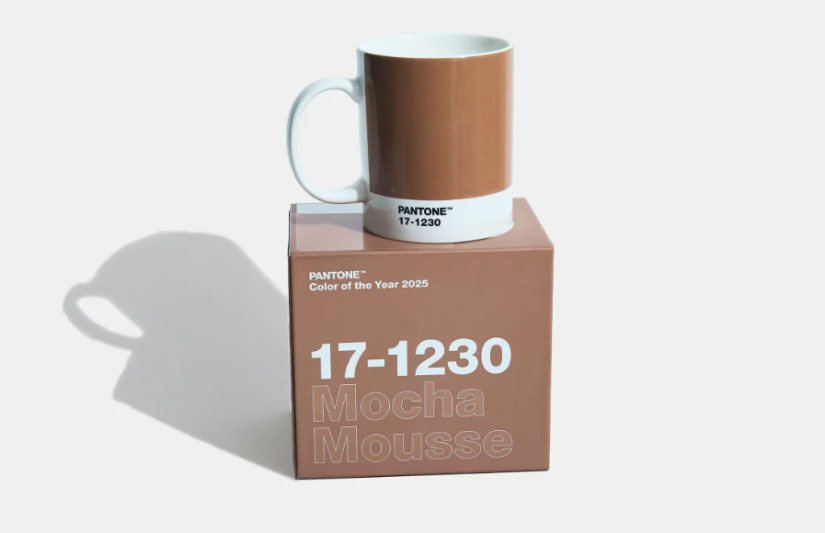 PANTONE™
17-1230
PANTONE™
Color of the Year 2025
17-1230
Mocha
Mousse